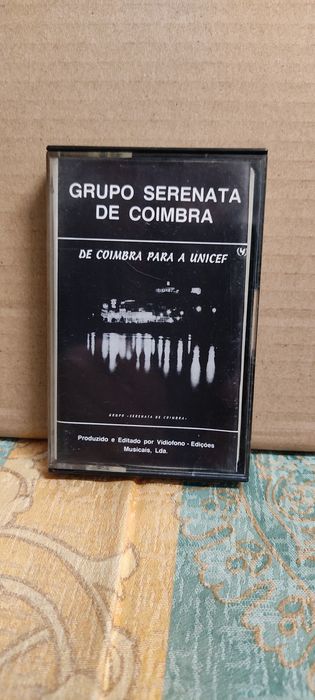 GRUPO SERENATA
DE COIMBRA
DE COIMBRA PARA A UNICEF
GRUPO «SERENATA DE COIMBRA»
Produzido e Editado por Vidiofono - Edições
Musicais, Lda.